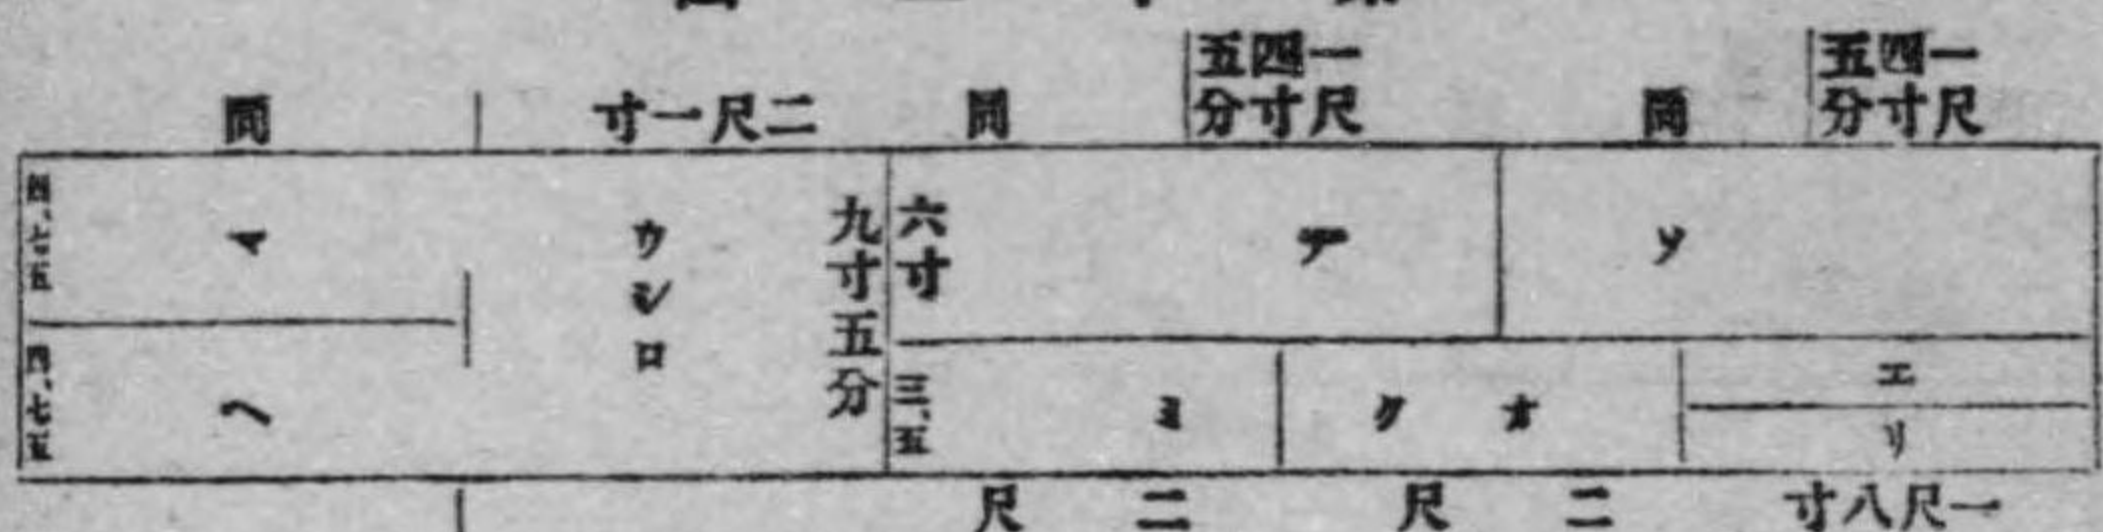 一尺四寸五分
同
一尺四寸五分
同
二尺一寸
同
ソデ
六寸
エリ
オクミ
三、五
九寸五分
ウシロ
マヘ
四、七五
四、七五
一尺八寸
二尺
二尺